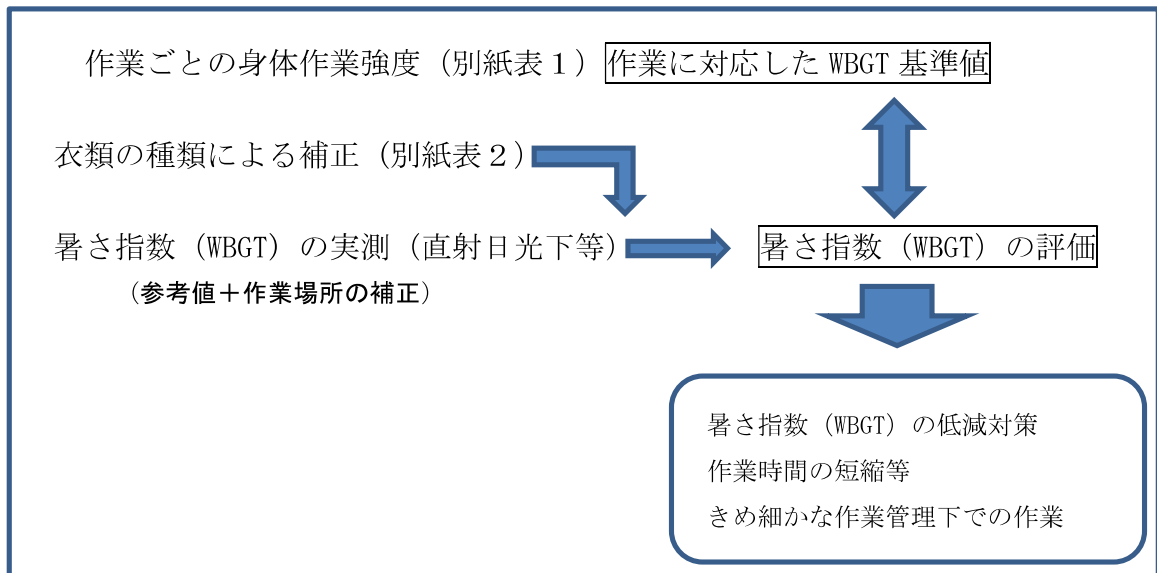 作業ごとの身体作業強度（別紙表１）作業に対応した WBGT 基準値
衣類の種類による補正（別紙表２）
暑さ指数（WBGT）の実測（直射日光下等） 暑さ指数（WBGT）の評価
（参考値＋作業場所の補正）
暑さ指数（WBGT）の低減対策
作業時間の短縮等
きめ細かな作業管理下での作業